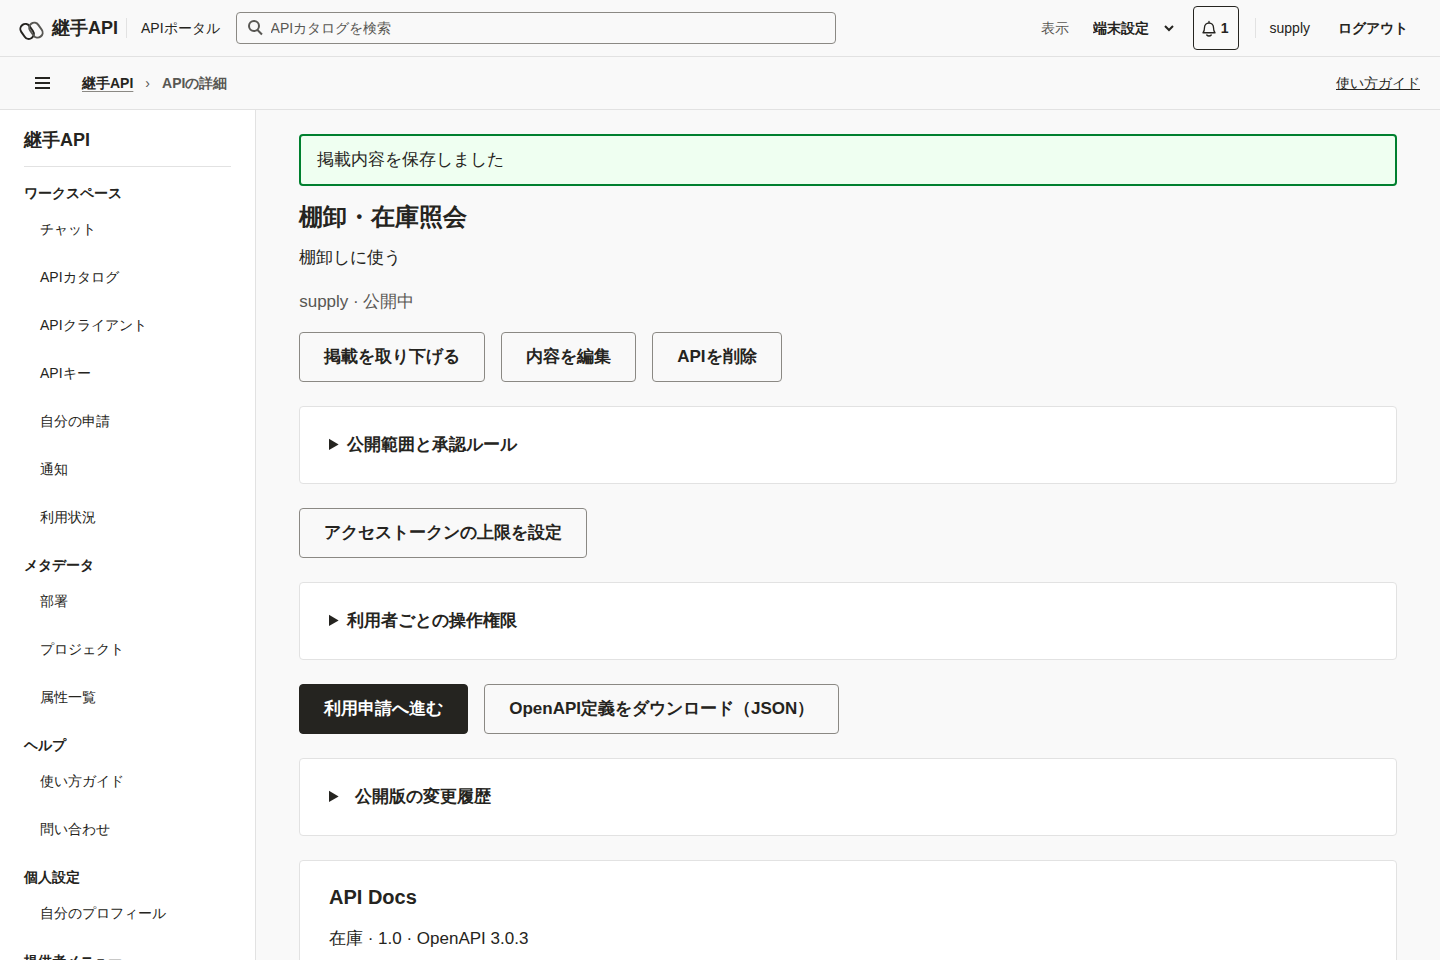 継手API
APIポータル
APIカタログを検索
表示
端末設定
1
supply
ログアウト
継手API › APIの詳細
使い方ガイド
継手API
ワークスペース
チャット
APIカタログ
APIクライアント
APIキー
自分の申請
通知
利用状況
メタデータ
部署
プロジェクト
属性一覧
ヘルプ
使い方ガイド
問い合わせ
個人設定
自分のプロフィール
提供者メニュー
掲載内容を保存しました
棚卸・在庫照会
棚卸しに使う
supply · 公開中
掲載を取り下げる
内容を編集
APIを削除
公開範囲と承認ルール
アクセストークンの上限を設定
利用者ごとの操作権限
利用申請へ進む
OpenAPI定義をダウンロード（JSON）
公開版の変更履歴
API Docs
在庫 · 1.0 · OpenAPI 3.0.3